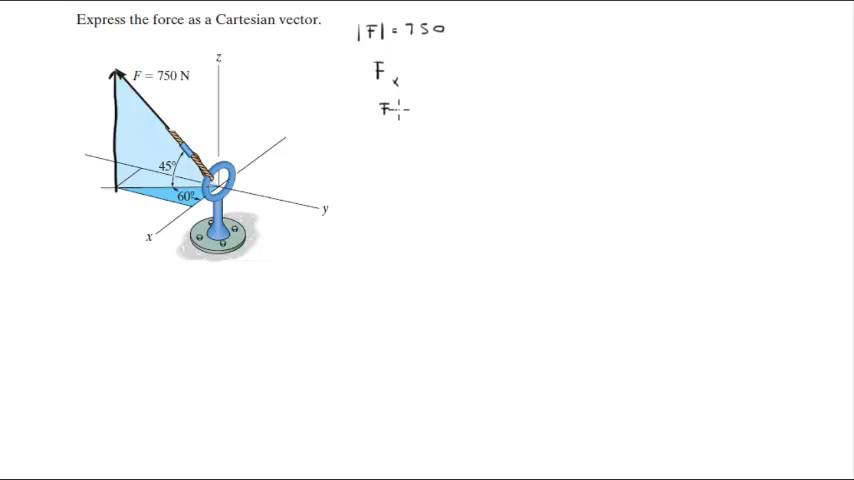 Express the force as a Cartesian vector.
|F| = 750
z
F = 750 N
F x
F
45°
60°
y
x